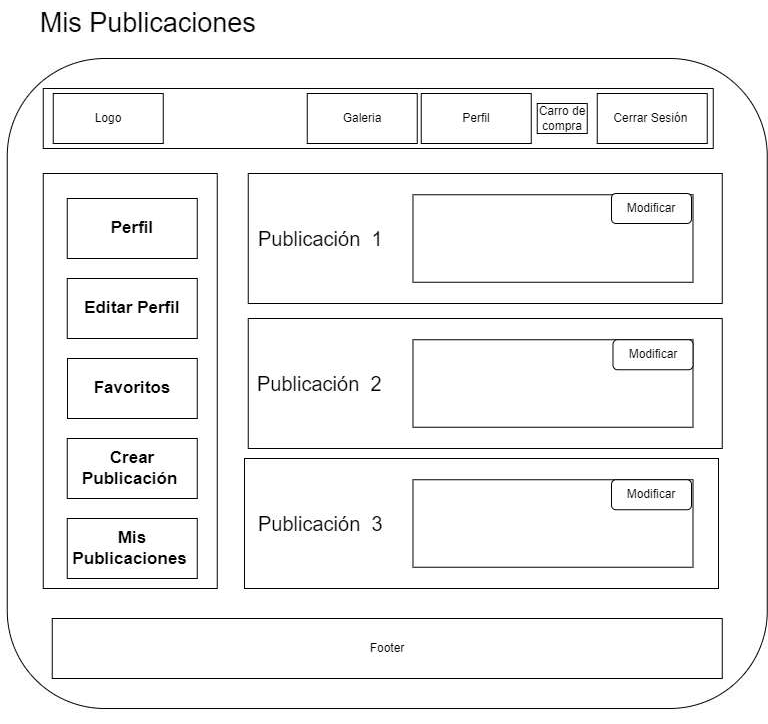 Mis Publicaciones
Logo
Galeria
Perfil
Carro de
compra
Cerrar Sesión
Perfil
Editar Perfil
Favoritos
Crear
Publicación
Mis
Publicaciones
Publicación 1
Modificar
Publicación 2
Modificar
Publicación 3
Modificar
Footer